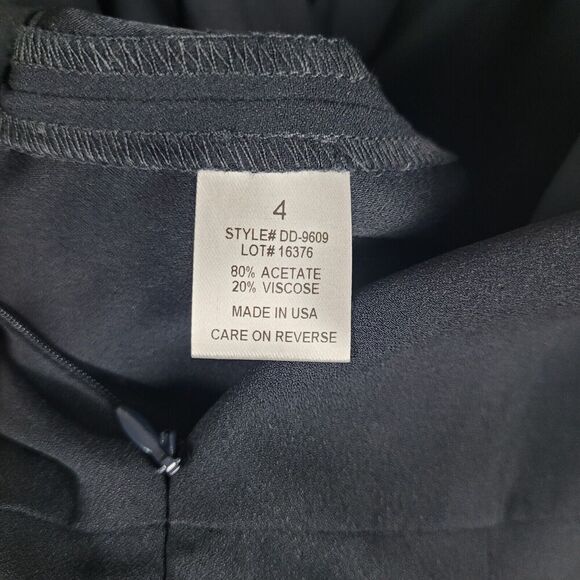 4
STYLE# DD-9609
LOT# 16376
80% ACETATE
20% VISCOSE
MADE IN USA
CARE ON REVERSE